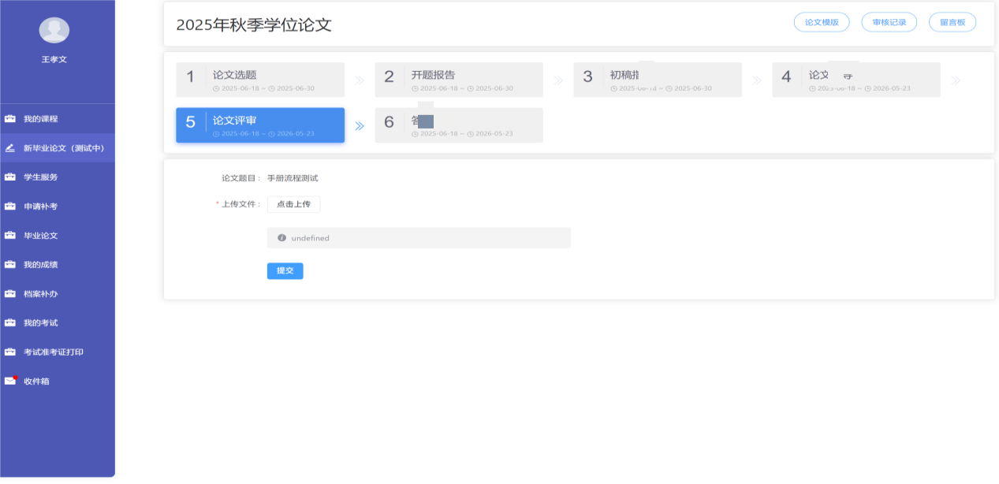 王孝文
我的课程
新毕业论文（测试中）
学生服务
申请补考
毕业论文
我的成绩
档案补办
我的考试
考试准考证打印
收件箱
2025年秋季学位论文
论文模版
审核记录
留言板
1 论文选题
2025-06-18 ~ 2025-06-30
2 开题报告
2025-06-18 ~ 2025-06-30
3 初稿
2025-06-18 ~ 2025-06-30
4 论文
2025-06-18 ~ 2026-05-23
5 论文评审
2025-06-18 ~ 2026-05-23
6
2025-06-18 ~ 2026-05-23
论文题目： 手册流程测试
* 上传文件： 点击上传
undefined
提交